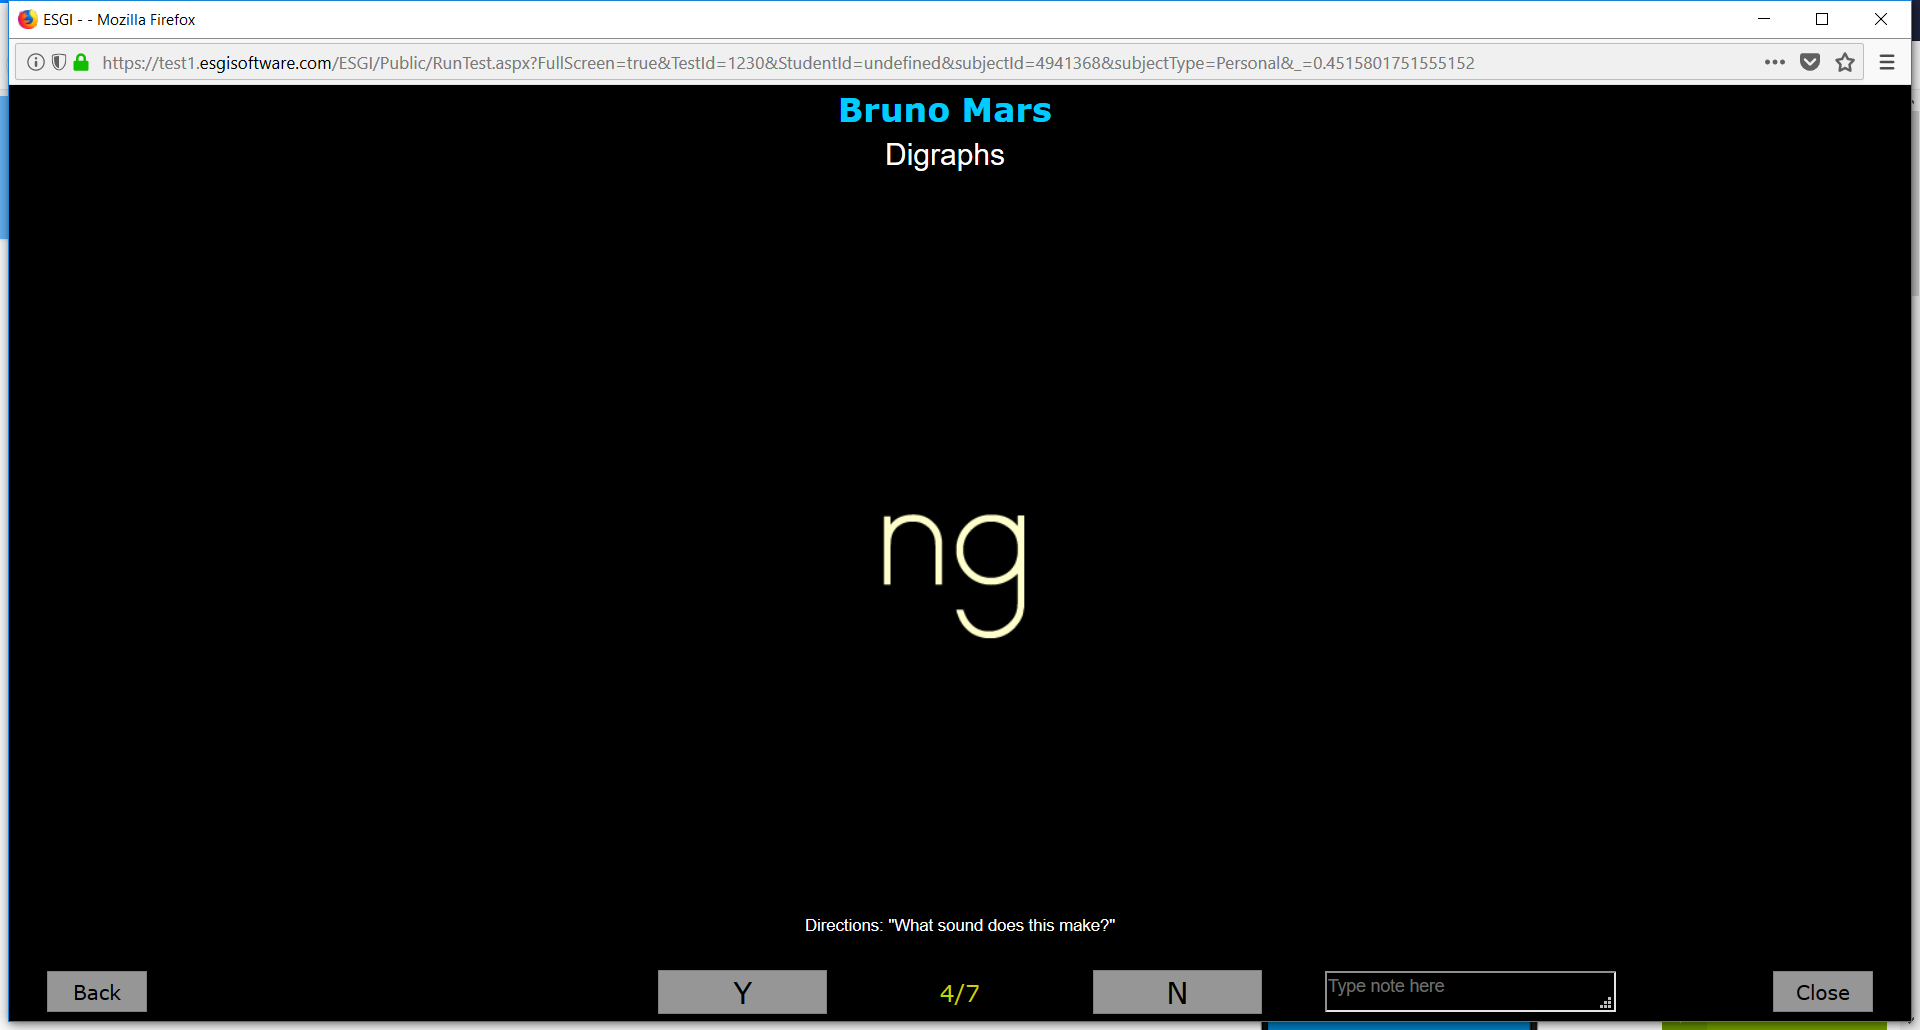 ESGI - - Mozilla Firefox
https://test1.esgisoftware.com/ESGI/Public/RunTest.aspx?FullScreen=true&TestId=1230&StudentId=undefined&subjectId=4941368&subjectType=Personal&_=0.4515801751555152
Bruno Mars
Digraphs
ng
Directions: "What sound does this make?"
Back Y 4/7 N Type note here Close